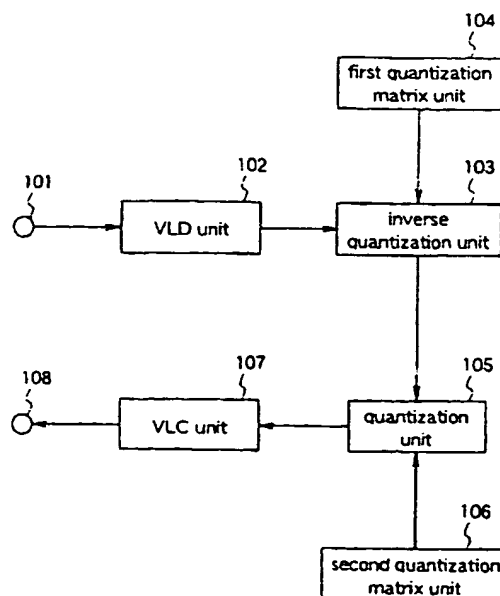 104
first quantization
matrix unit
101
102
103
VLD unit
inverse
quantization unit
108
107
105
VLC unit
quantization
unit
106
second quantization
matrix unit